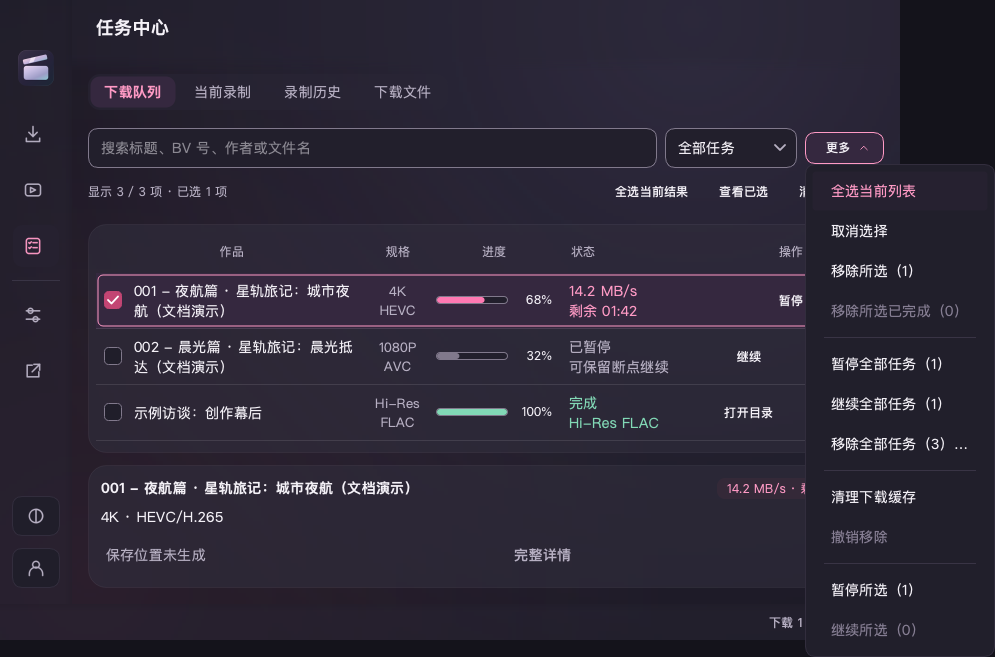 任务中心
下载队列 当前录制 录制历史 下载文件
搜索标题、BV 号、作者或文件名
全部任务
更多
显示 3 / 3 项 · 已选 1 项
全选当前结果 查看已选
作品 规格 进度 状态 操作
001 – 夜航篇 · 星轨旅记：城市夜航（文档演示）
4K
HEVC
68%
14.2 MB/s
剩余 01:42
暂停
002 – 晨光篇 · 星轨旅记：晨光抵达（文档演示）
1080P
AVC
32%
已暂停
可保留断点继续
继续
示例访谈：创作幕后
Hi-Res
FLAC
100%
完成
Hi-Res FLAC
打开目录
001 – 夜航篇 · 星轨旅记：城市夜航（文档演示）
14.2 MB/s ·
4K · HEVC/H.265
保存位置未生成
完整详情
下载 1
全选当前列表
取消选择
移除所选（1）
移除所选已完成（0）
暂停全部任务（1）
继续全部任务（1）
移除全部任务（3）…
清理下载缓存
撤销移除
暂停所选（1）
继续所选（0）